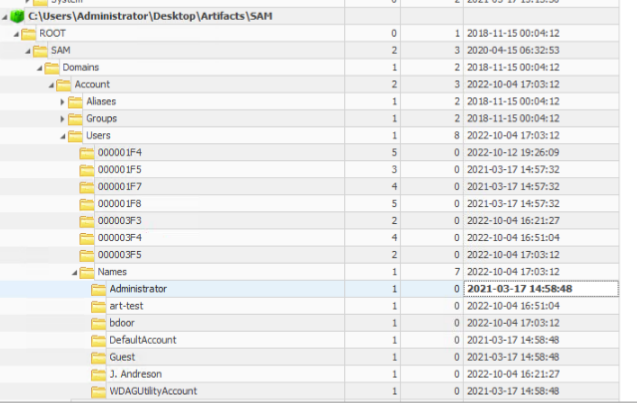 System 0 2 2021-03-17 15:13:50
C:\Users\Administrator\Desktop\Artifacts\SAM
ROOT 0 1 2018-11-15 00:04:12
SAM 2 3 2020-04-15 06:32:53
Domains 1 2 2018-11-15 00:04:12
Account 2 3 2022-10-04 17:03:12
Aliases 1 2 2018-11-15 00:04:12
Groups 1 2 2018-11-15 00:04:12
Users 1 8 2022-10-04 17:03:12
000001F4 5 0 2022-10-12 19:26:09
000001F5 3 0 2021-03-17 14:57:32
000001F7 4 0 2021-03-17 14:57:32
000001F8 5 0 2021-03-17 14:57:32
000003F3 2 0 2022-10-04 16:21:27
000003F4 4 0 2022-10-04 16:51:04
000003F5 2 0 2022-10-04 17:03:12
Names 1 7 2022-10-04 17:03:12
Administrator 1 0 2021-03-17 14:58:48
art-test 1 0 2022-10-04 16:51:04
bdoor 1 0 2022-10-04 17:03:12
DefaultAccount 1 0 2021-03-17 14:58:48
Guest 1 0 2021-03-17 14:58:48
J. Andreson 1 0 2022-10-04 16:21:27
WDAGUtilityAccount 1 0 2021-03-17 14:58:48